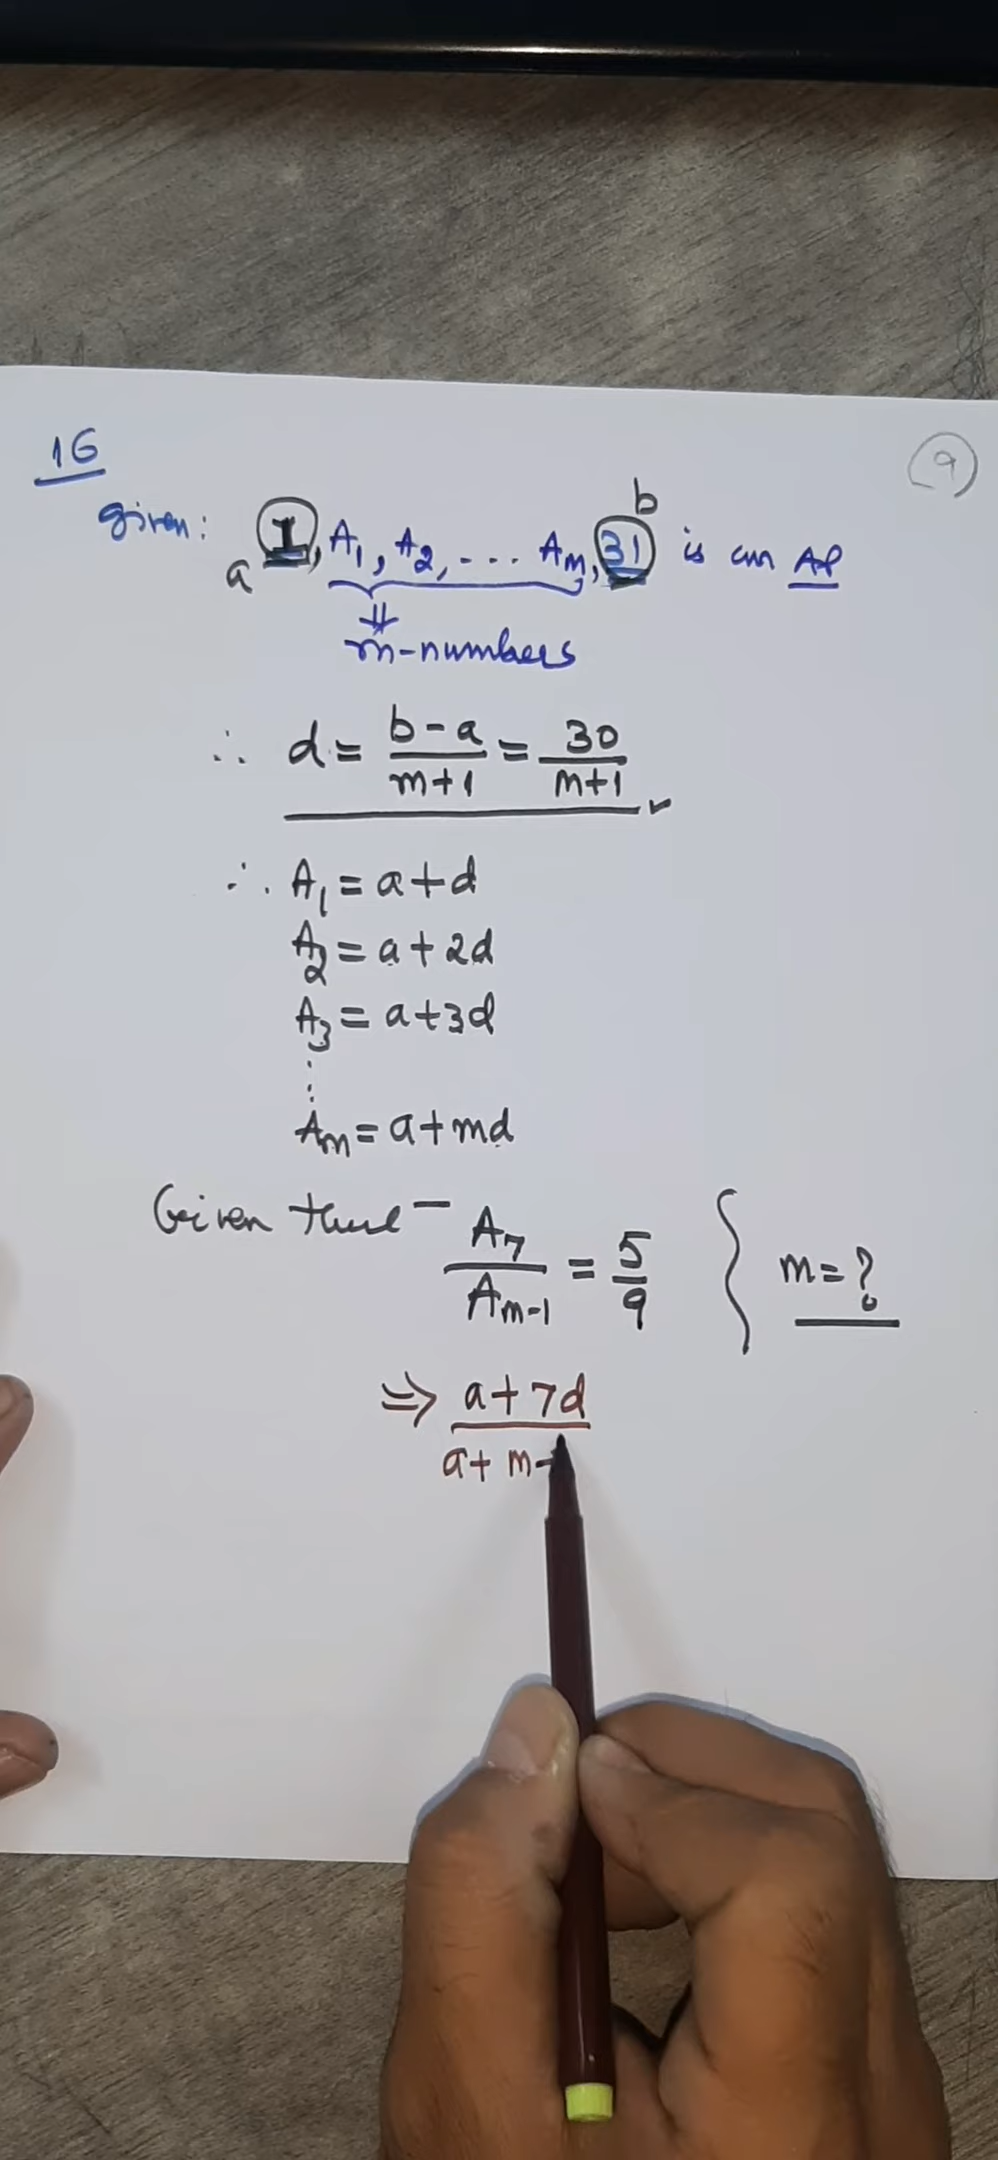 16
9
given: a 1, A₁, A₂, ... Aₘ, 31 b is an AP
m-numbers
∴ d = (b-a)/(m+1) = 30/(m+1)
∴ A₁ = a+d
A₂ = a+2d
A₃ = a+3d
⋮
Aₘ = a+md
Given that - A₇/Aₘ₋₁ = 5/9 { m=?
⇒ (a+7d)/(a+m-